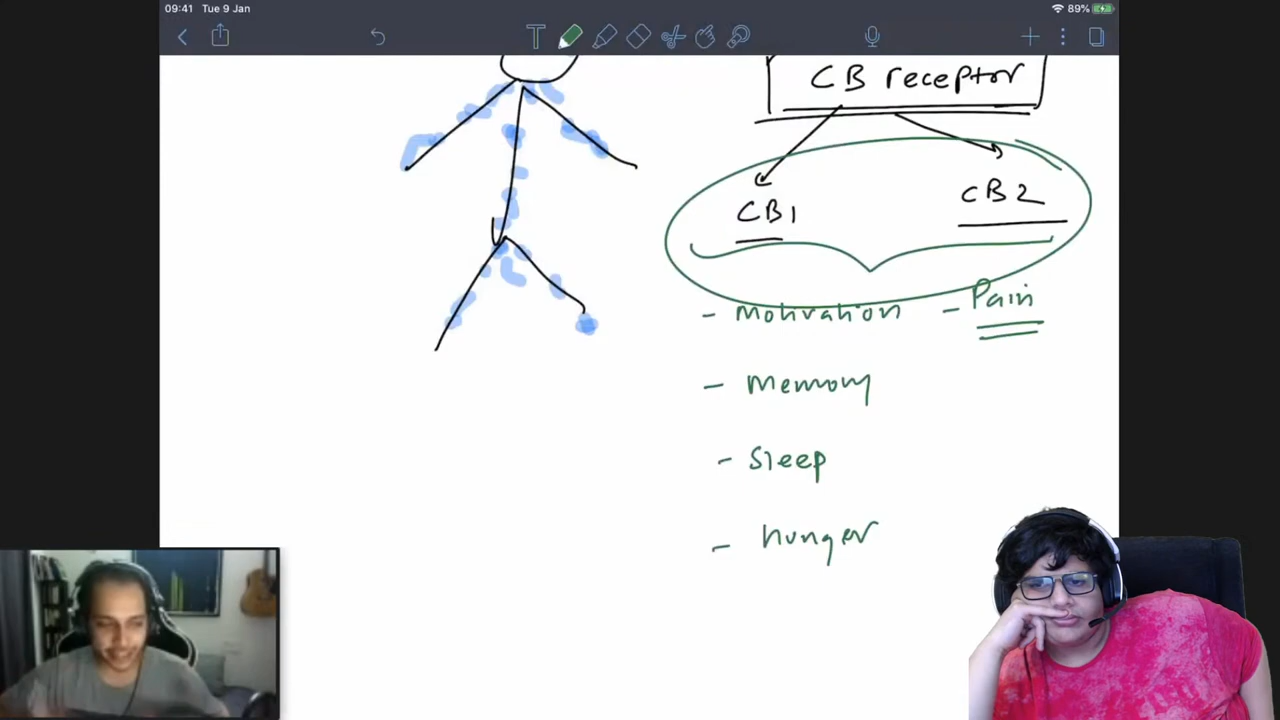 09:41 Tue 9 Jan
89%
T
CB receptor
CB1
CB2
- Motivation - Pain
- Memory
- Sleep
- hunger